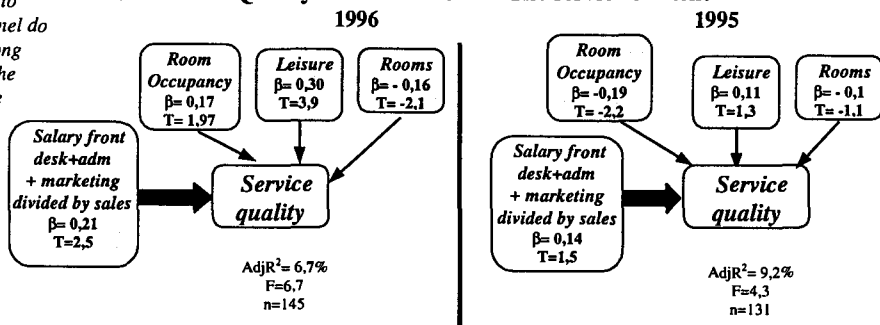 nel do
1996
1995
Room
Occupancy
β= 0,17
T= 1,97
Leisure
β= 0,30
T=3,9
Rooms
β= - 0,16
T= -2,1
Salary front
desk+adm
+ marketing
divided by sales
β= 0,21
T=2,5
Service
quality
AdjR²= 6,7%
F=6,7
n=145
Room
Occupancy
β= -0,19
T= -2,2
Leisure
β= 0,11
T=1,3
Rooms
β= - 0,1
T= -1,1
Salary front
desk+adm
+ marketing
divided by sales
β= 0,14
T=1,5
Service
quality
AdjR²= 9,2%
F=4,3
n=131